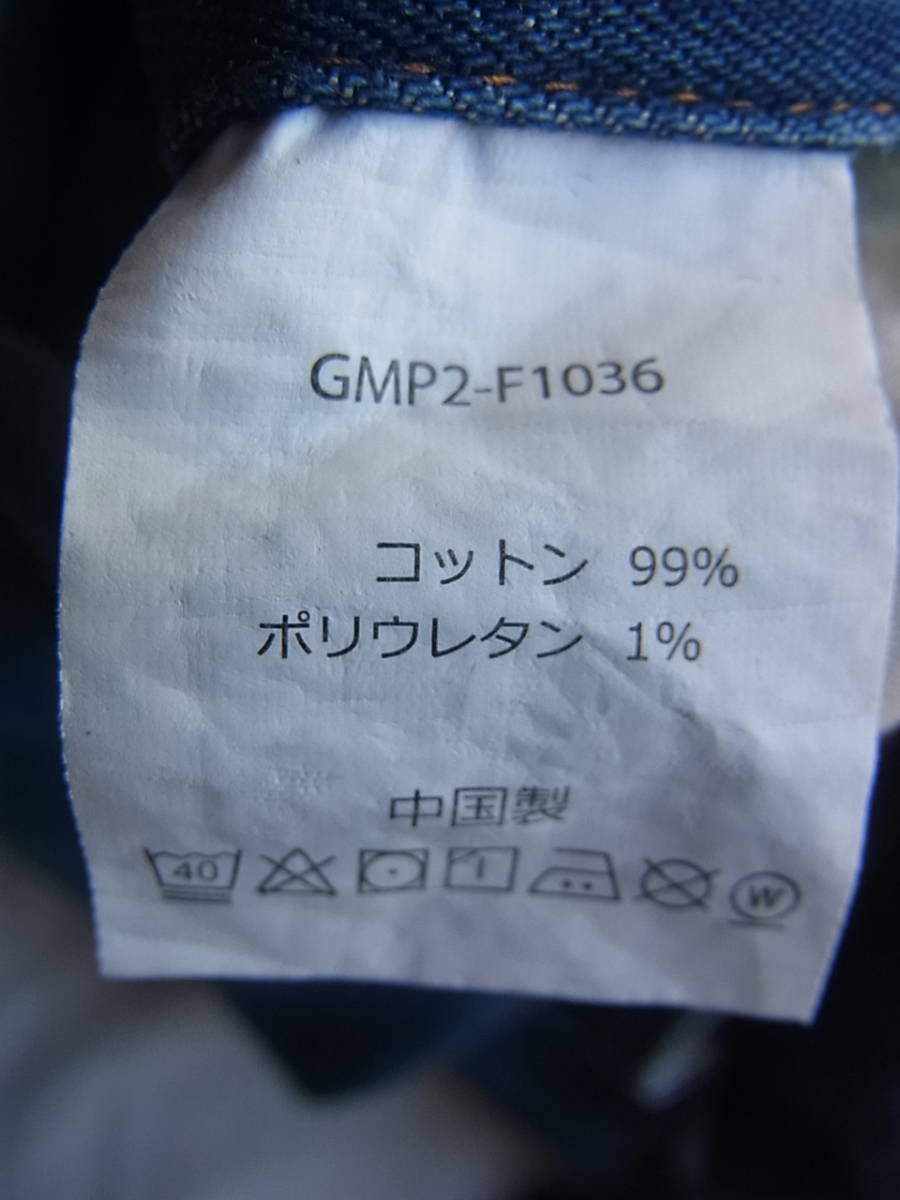 GMP2-F1036
コットン 99%
ポリウレタン 1%
中国製
40 W